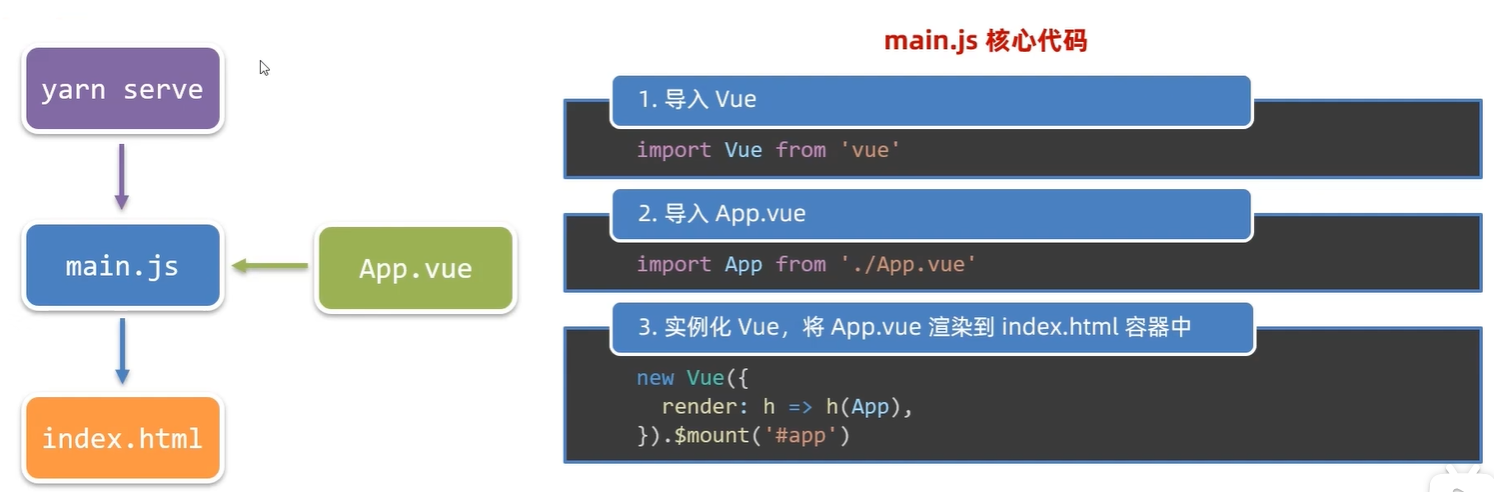 yarn serve
main.js
App.vue
index.html
main.js 核心代码
1. 导入 Vue
import Vue from 'vue'
2. 导入 App.vue
import App from './App.vue'
3. 实例化 Vue，将 App.vue 渲染到 index.html 容器中
new Vue({
  render: h => h(App),
}).$mount('#app')